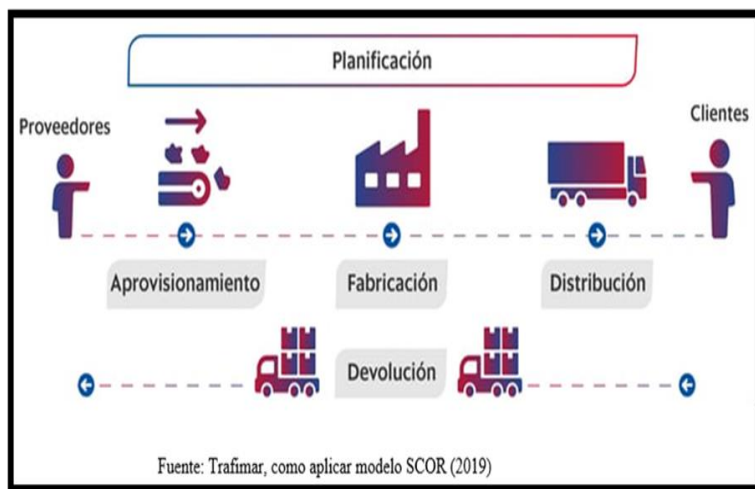 Planificación
Proveedores
Clientes
Aprovisionamiento
Fabricación
Distribución
Devolución
Fuente: Trafimar, como aplicar modelo SCOR (2019)